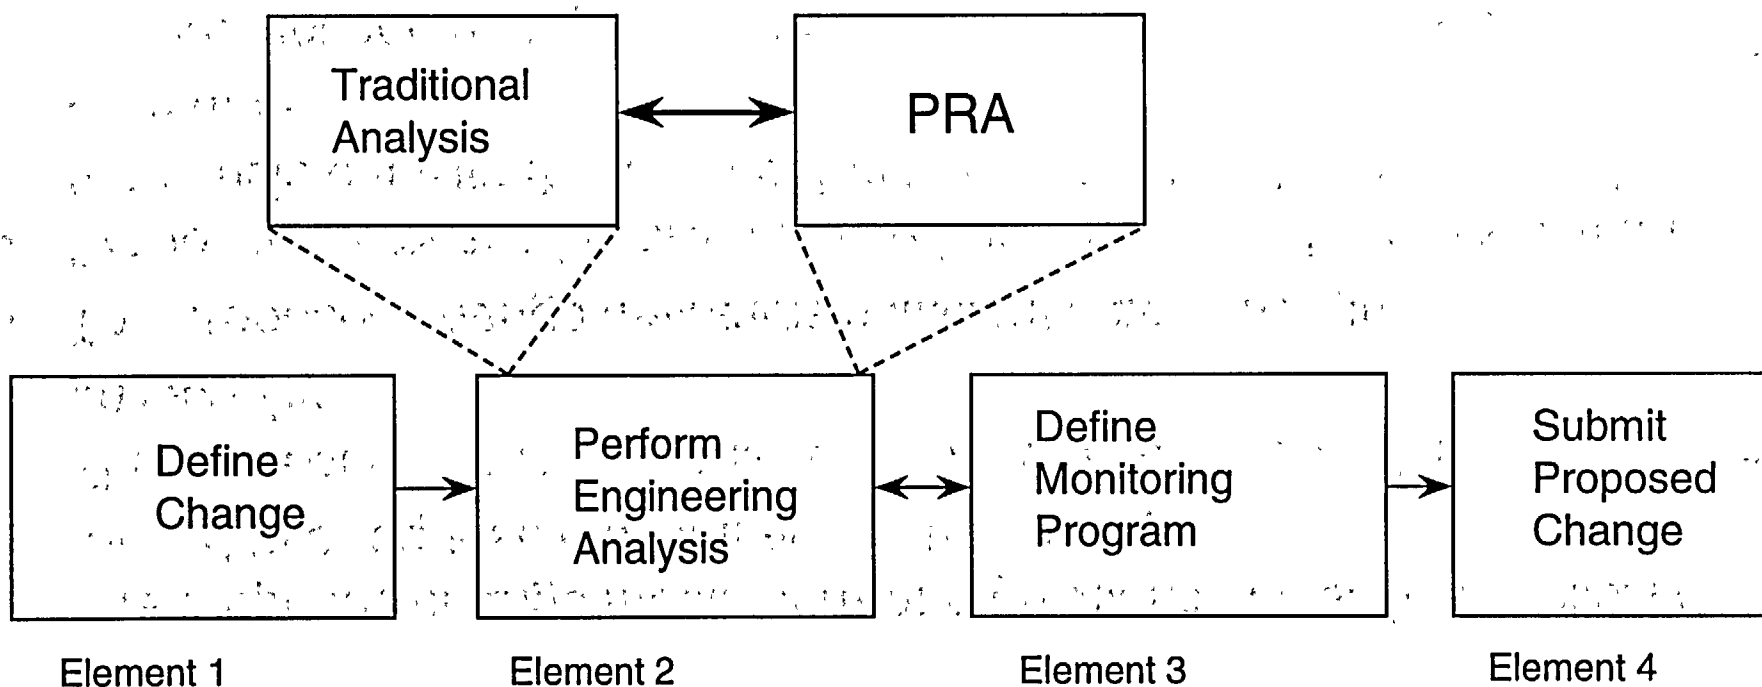 Traditional
Analysis
PRA
Define
Change
Perform
Engineering
Analysis
Define
Monitoring
Program
Submit
Proposed
Change
Element 1
Element 2
Element 3
Element 4